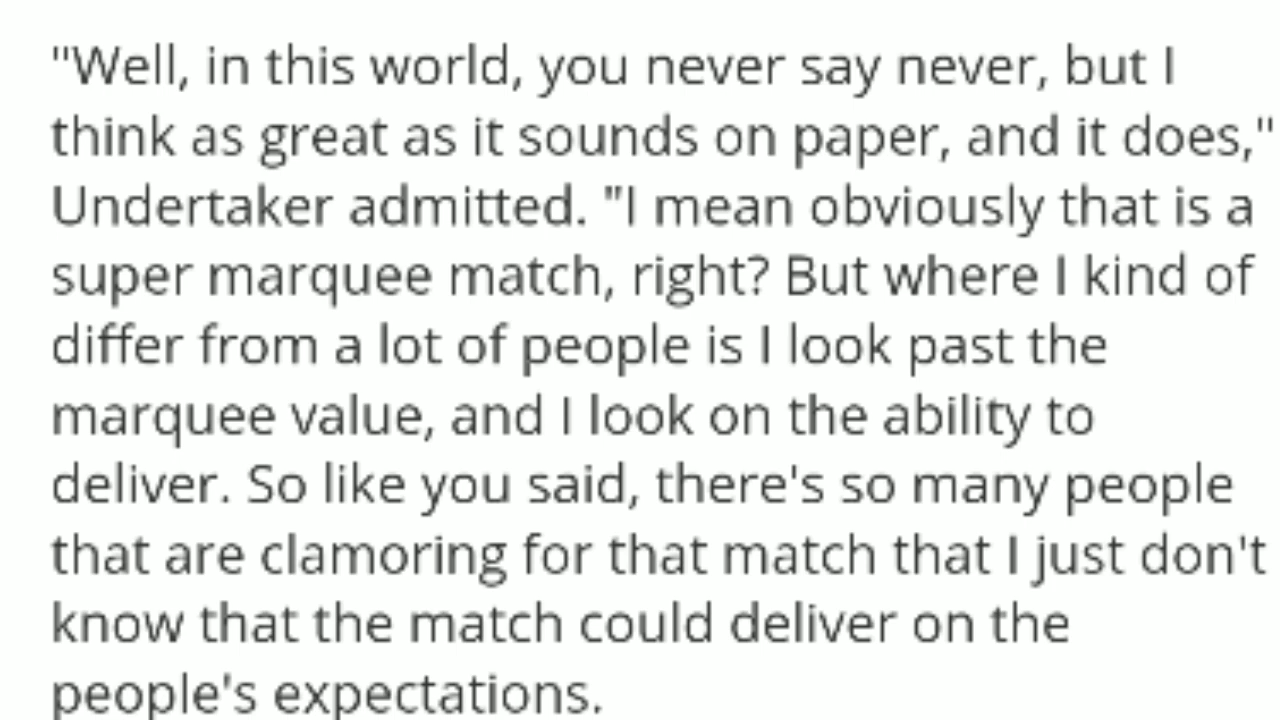 "Well, in this world, you never say never, but I
think as great as it sounds on paper, and it does,"
Undertaker admitted. "I mean obviously that is a
super marquee match, right? But where I kind of
differ from a lot of people is I look past the
marquee value, and I look on the ability to
deliver. So like you said, there's so many people
that are clamoring for that match that I just don't
know that the match could deliver on the
people's expectations.